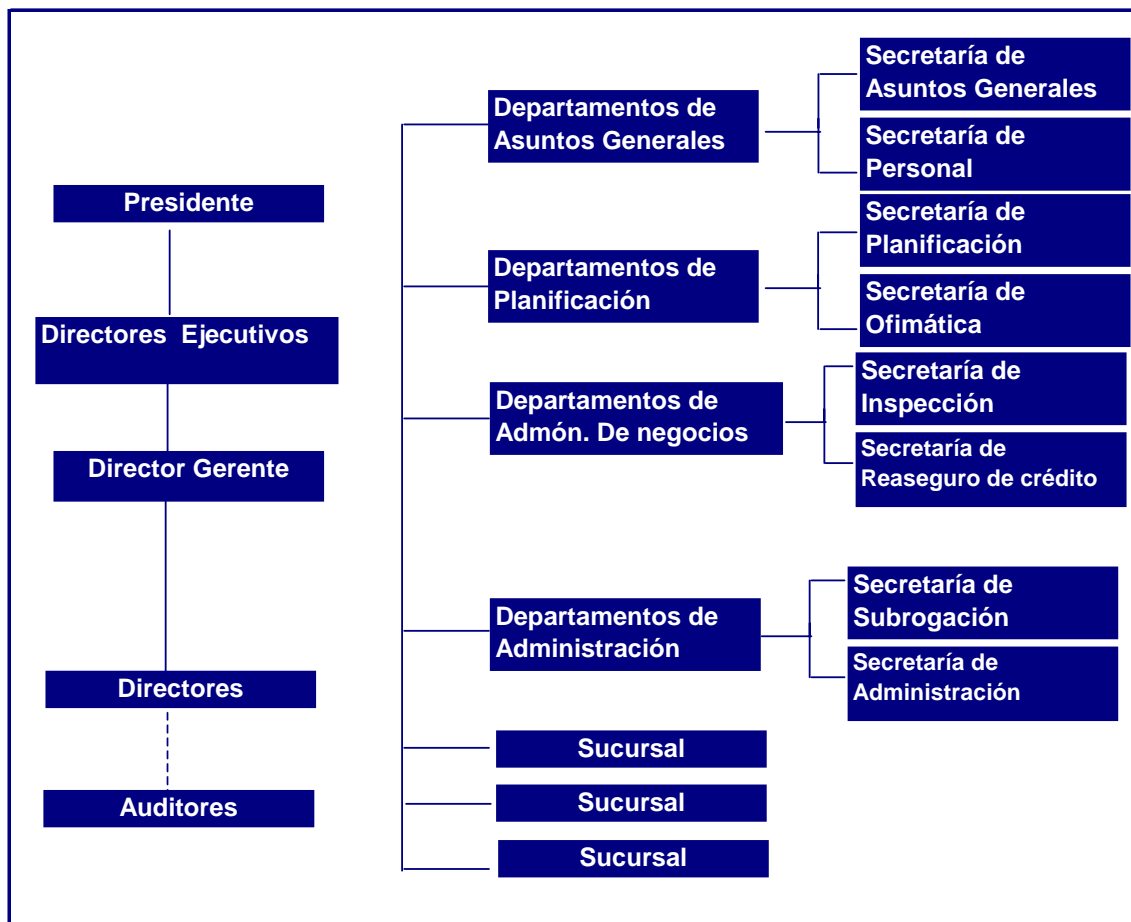 Presidente
Directores Ejecutivos
Director Gerente
Directores
Auditores
Departamentos de
Asuntos Generales
Departamentos de
Planificación
Departamentos de
Admón. De negocios
Departamentos de
Administración
Sucursal
Sucursal
Sucursal
Secretaría de
Asuntos Generales
Secretaría de
Personal
Secretaría de
Planificación
Secretaría de
Ofimática
Secretaría de
Inspección
Secretaría de
Reaseguro de crédito
Secretaría de
Subrogación
Secretaría de
Administración